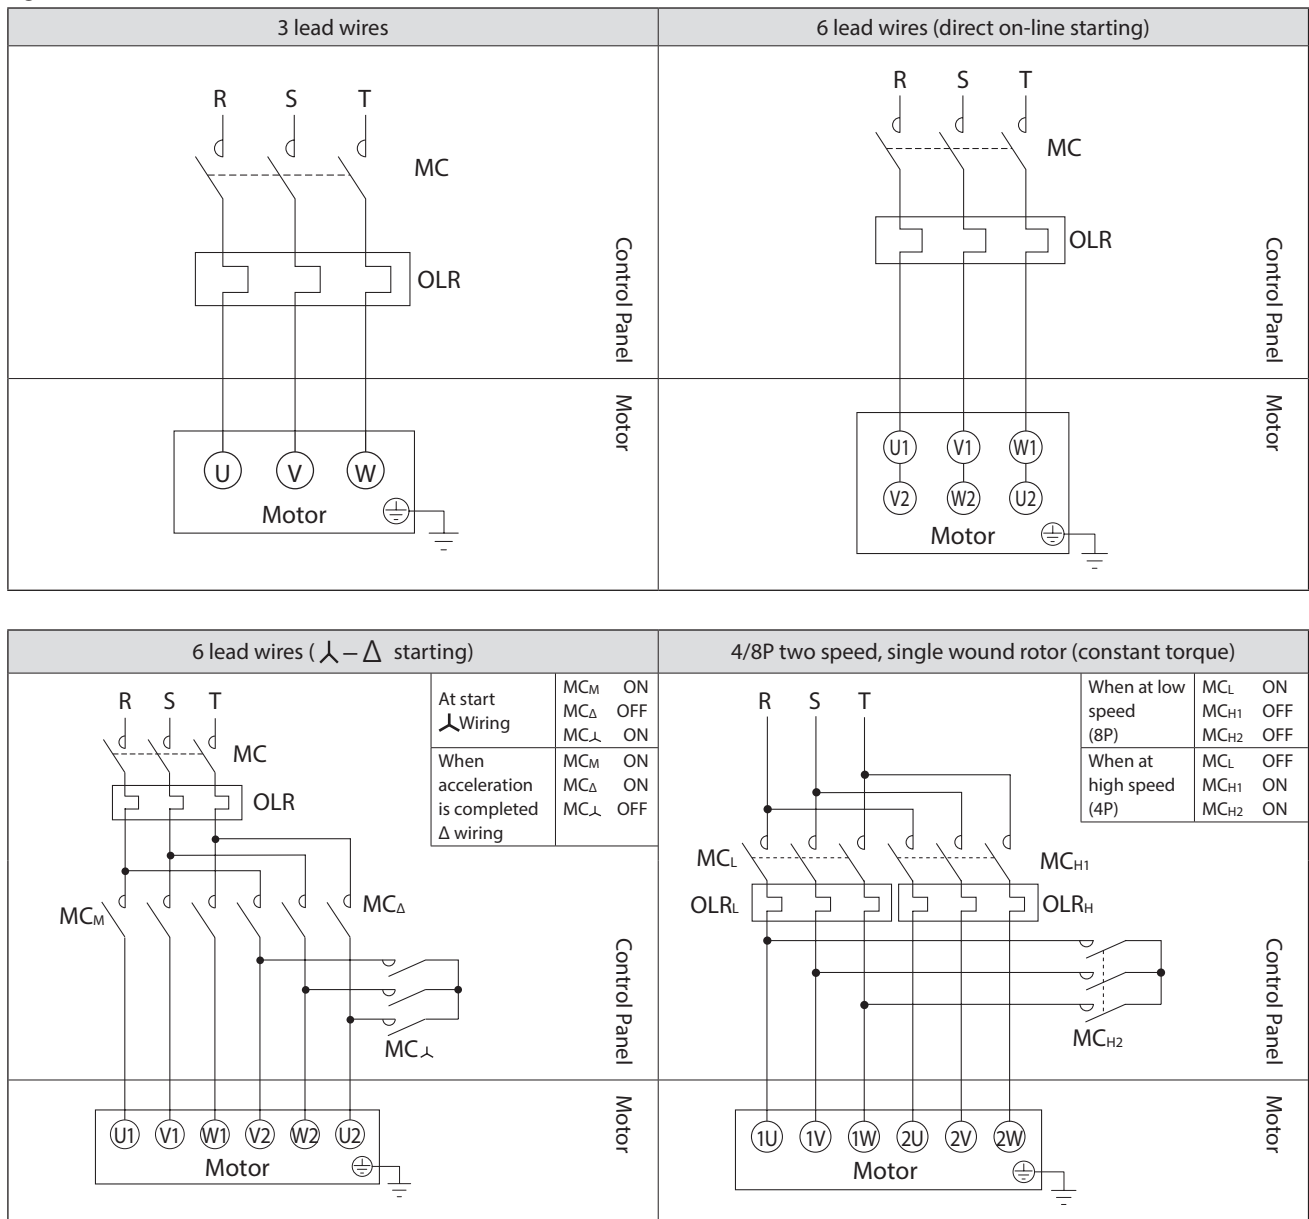 3 lead wires
R S T
MC
OLR
Control Panel
Motor
U V W
Motor
6 lead wires (direct on-line starting)
R S T
MC
OLR
Control Panel
Motor
U1 V1 W1
V2 W2 U2
Motor
6 lead wires (⅄ – Δ starting)
R S T
MC
OLR
At start
⅄Wiring
MCM ON
MCΔ OFF
MC⅄ ON
When
acceleration
is completed
Δ wiring
MCM ON
MCΔ ON
MC⅄ OFF
MCM
MCΔ
MC⅄
Control Panel
Motor
U1 V1 W1 V2 W2 U2
Motor
4/8P two speed, single wound rotor (constant torque)
R S T
When at low
speed
(8P)
MCL ON
MCH1 OFF
MCH2 OFF
When at
high speed
(4P)
MCL OFF
MCH1 ON
MCH2 ON
MCL
MCH1
OLRL
OLRH
MCH2
Control Panel
Motor
1U 1V 1W 2U 2V 2W
Motor